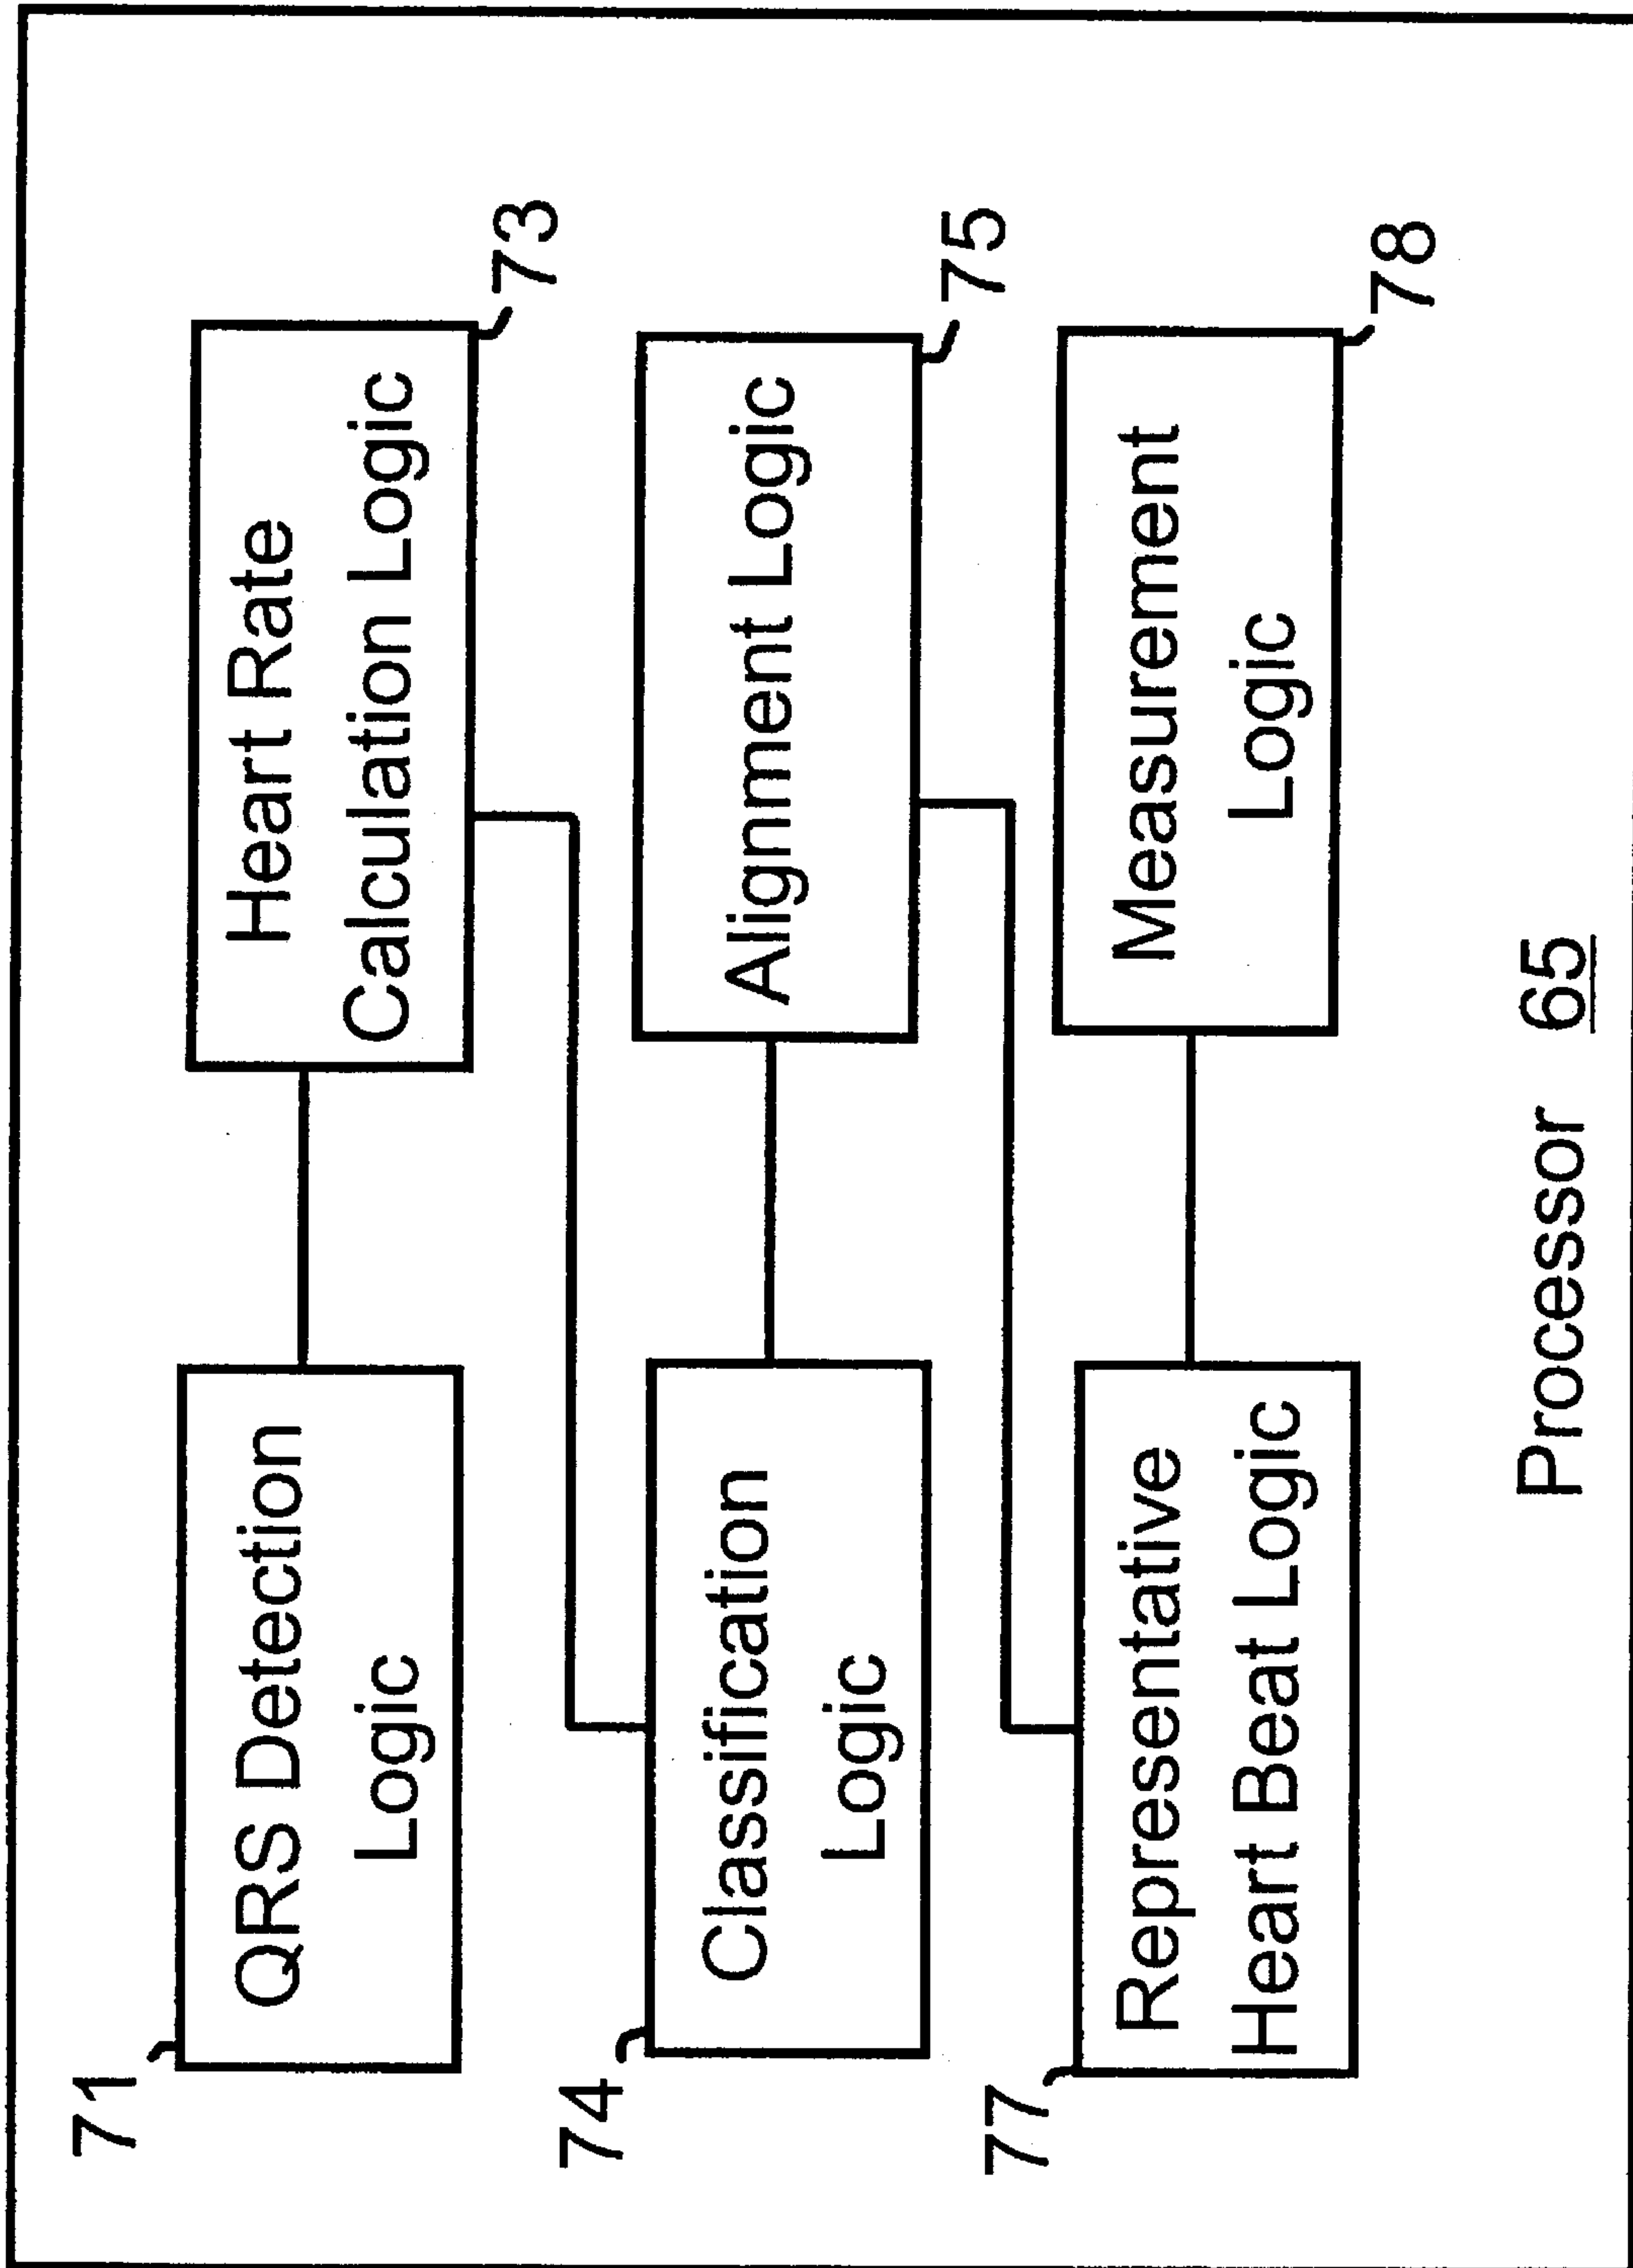 71
QRS Detection
Logic
Heart Rate
Calculation Logic
73
74
Classification
Logic
Alignment Logic
75
77
Representative
Heart Beat Logic
Measurement
Logic
78
Processor 65